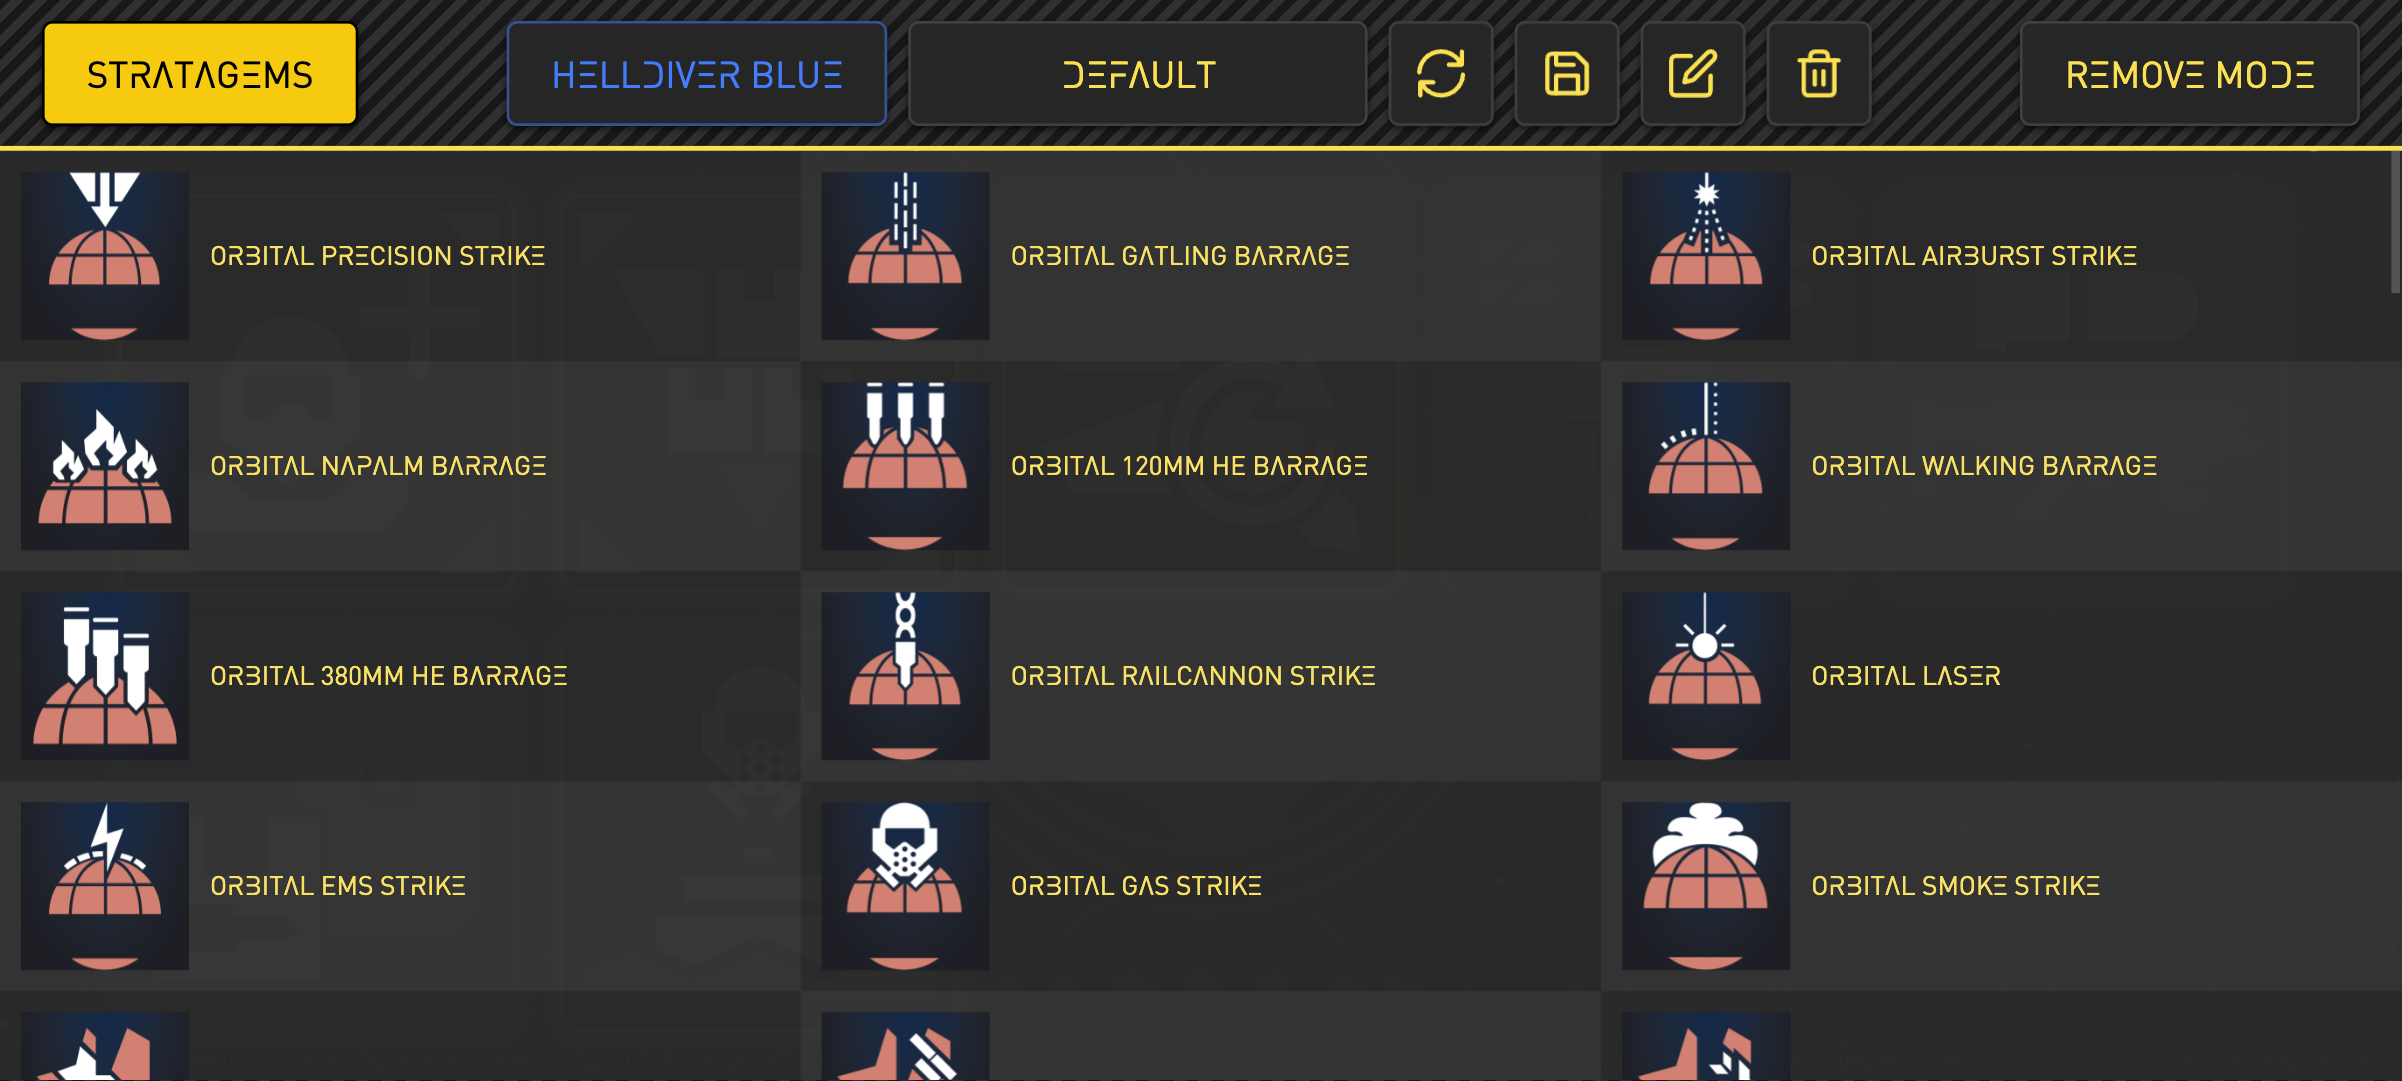 STRATAGEMS
HELLDIVER BLUE
DEFAULT
REMOVE MODE
ORBITAL PRECISION STRIKE
ORBITAL GATLING BARRAGE
ORBITAL AIRBURST STRIKE
ORBITAL NAPALM BARRAGE
ORBITAL 120MM HE BARRAGE
ORBITAL WALKING BARRAGE
ORBITAL 380MM HE BARRAGE
ORBITAL RAILCANNON STRIKE
ORBITAL LASER
ORBITAL EMS STRIKE
ORBITAL GAS STRIKE
ORBITAL SMOKE STRIKE